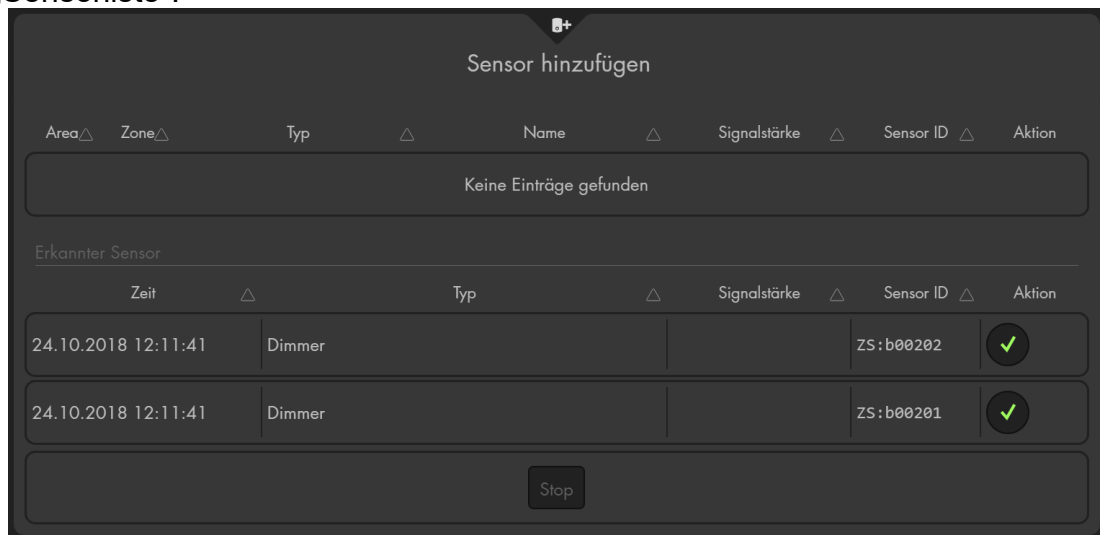 Sensor hinzufügen
Area Zone Typ Name Signalstärke Sensor ID Aktion
Keine Einträge gefunden
Erkannter Sensor
Zeit Typ Signalstärke Sensor ID Aktion
24.10.2018 12:11:41 Dimmer ZS:b00202
24.10.2018 12:11:41 Dimmer ZS:b00201
Stop